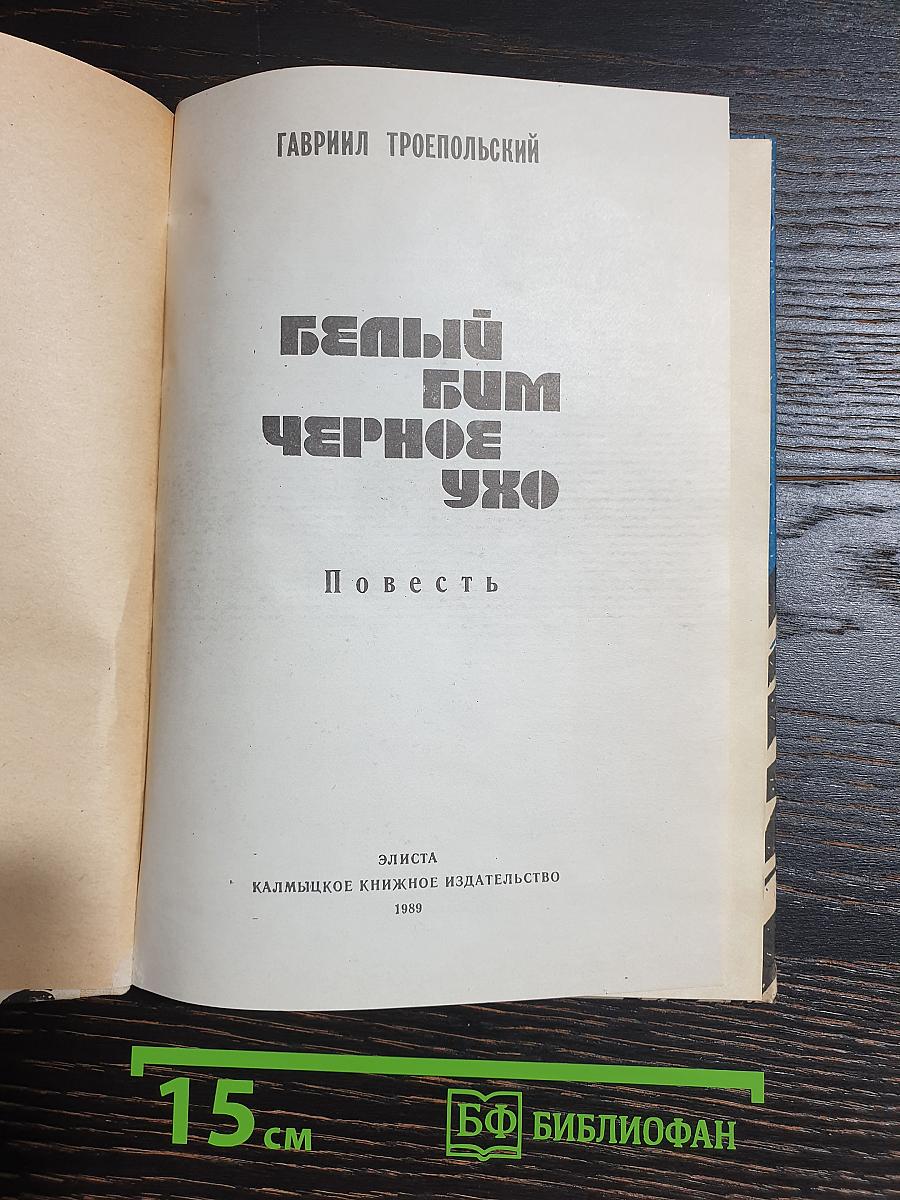 ГАВРИИЛ ТРОЕПОЛЬСКИЙ
БЕЛЫЙ
БИМ
ЧЕРНОЕ
УХО
Повесть
ЭЛИСТА
КАЛМЫЦКОЕ КНИЖНОЕ ИЗДАТЕЛЬСТВО
1989
15 см
БФ БИБЛИОФАН